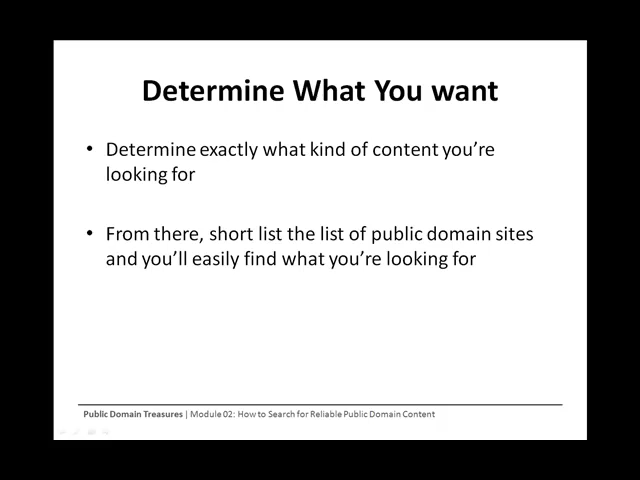 Determine What You want
• Determine exactly what kind of content you're
looking for
• From there, short list the list of public domain sites
and you'll easily find what you're looking for
Public Domain Treasures | Module 02: How to Search for Reliable Public Domain Content